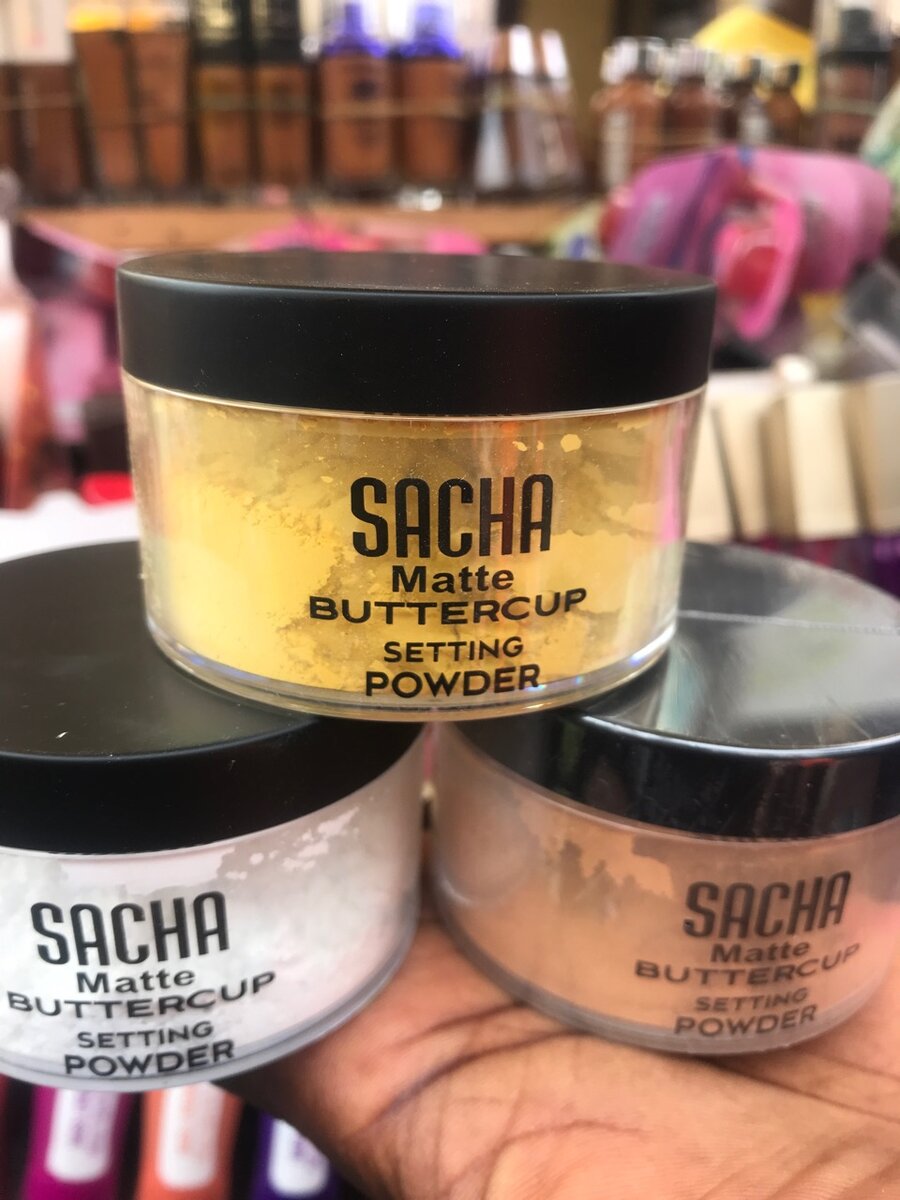 SACHA
Matte
BUTTERCUP
SETTING
POWDER
SACHA
Matte
BUTTERCUP
SETTING
POWDER
SACHA
Matte
BUTTERCUP
SETTING
POWDER